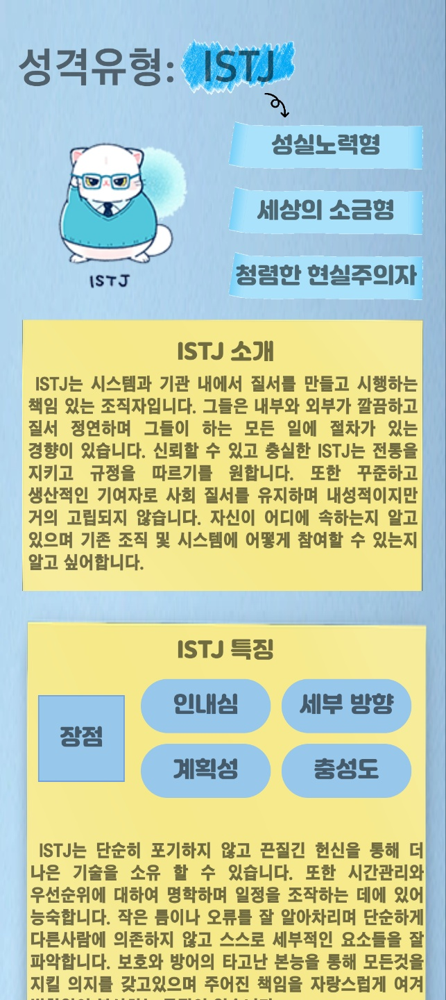 성격유형: ISTJ
성실노력형
세상의 소금형
청렴한 현실주의자
ISTJ
ISTJ 소개
ISTJ는 시스템과 기관 내에서 질서를 만들고 시행하는
책임 있는 조직자입니다. 그들은 내부와 외부가 깔끔하고
질서 정연하며 그들이 하는 모든 일에 절차가 있는
경향이 있습니다. 신뢰할 수 있고 충실한 ISTJ는 전통을
지키고 규정을 따르기를 원합니다. 또한 꾸준하고
생산적인 기여자로 사회 질서를 유지하며 내성적이지만
거의 고립되지 않습니다. 자신이 어디에 속하는지 알고
있으며 기존 조직 및 시스템에 어떻게 참여할 수 있는지
알고 싶어합니다.
ISTJ 특징
장점
인내심
세부 방향
계획성
충성도
ISTJ는 단순히 포기하지 않고 끈질긴 헌신을 통해 더
나은 기술을 소유 할 수 있습니다. 또한 시간관리와
우선순위에 대하여 명학하며 일정을 조작하는 데에 있어
능숙합니다. 작은 틈이나 오류를 잘 알아차리며 단순하게
다른사람에 의존하지 않고 스스로 세부적인 요소들을 잘
파악합니다. 보호와 방어의 타고난 본능을 통해 모든것을
지킬 의지를 갖고있으며 주어진 책임을 자랑스럽게 여겨